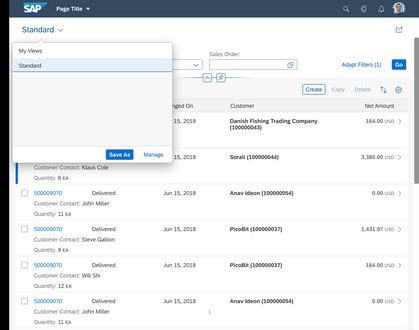 SAP Page Title
Standard
My Views
Standard
Save As Manage
Sales Order:
Adapt Filters (1) Go
Create Copy Delete
nged On Customer Net Amount
15, 2018 Danish Fishing Trading Company (100000043) 164.00 USD
15, 2018 Sorali (100000044) 3,380.00 USD
Customer Contact: Klaus Cole
Quantity: 6 EA
500009070 Delivered Jun 15, 2018 Anav Ideon (100000054) 0.00 USD
Customer Contact: John Miller
Quantity: 11 EA
500009070 Delivered Jun 15, 2018 PicoBit (100000037) 1,431.97 USD
Customer Contact: Steve Gallion
Quantity: 9 EA
500009070 Delivered Jun 15, 2018 PicoBit (100000037) 164.00 USD
Customer Contact: Will Shi
Quantity: 12 EA
500009070 Delivered Jun 15, 2018 Anav Ideon (100000054) 0.00 USD
Customer Contact: John Miller
Quantity: 11 EA